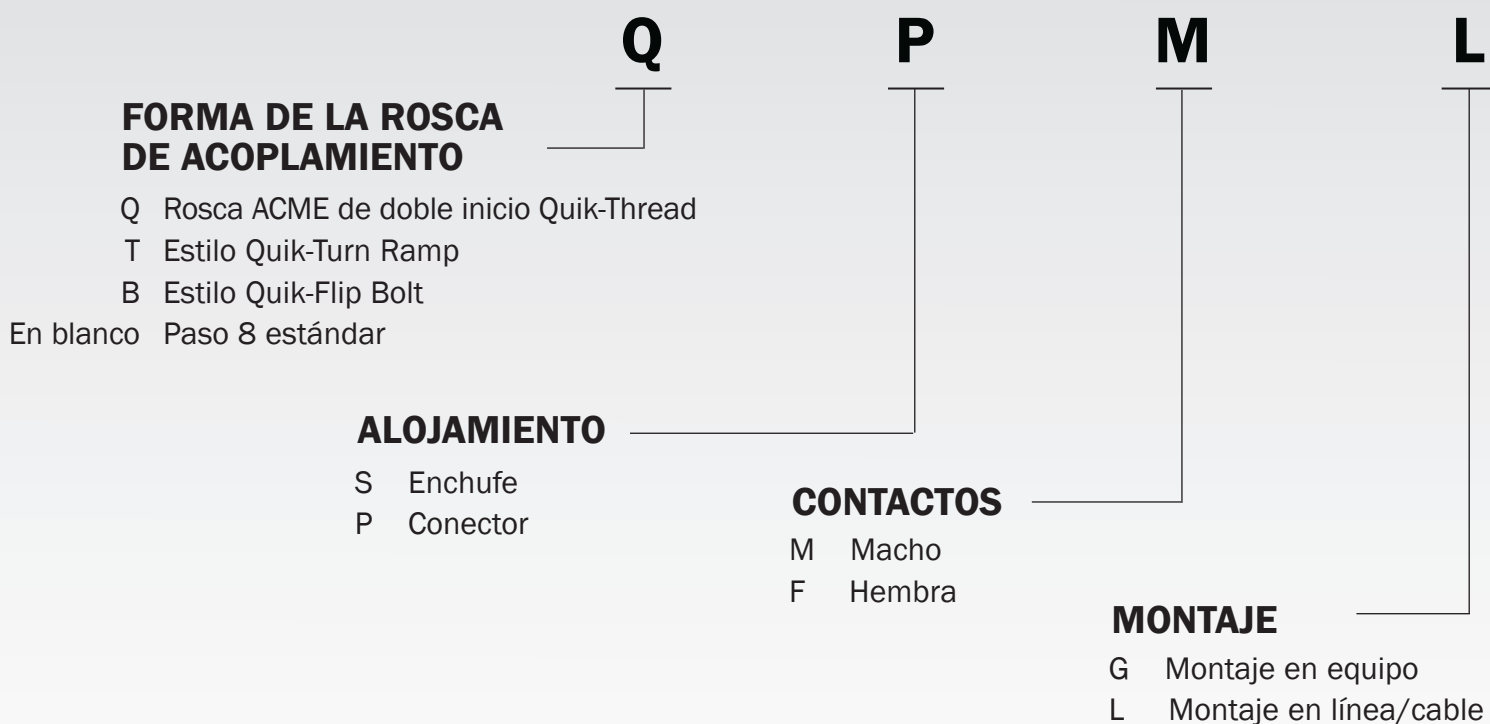 Q P M L
FORMA DE LA ROSCA
DE ACOPLAMIENTO
Q Rosca ACME de doble inicio Quik-Thread
T Estilo Quik-Turn Ramp
B Estilo Quik-Flip Bolt
En blanco Paso 8 estándar
ALOJAMIENTO
S Enchufe
P Conector
CONTACTOS
M Macho
F Hembra
MONTAJE
G Montaje en equipo
L Montaje en línea/cable